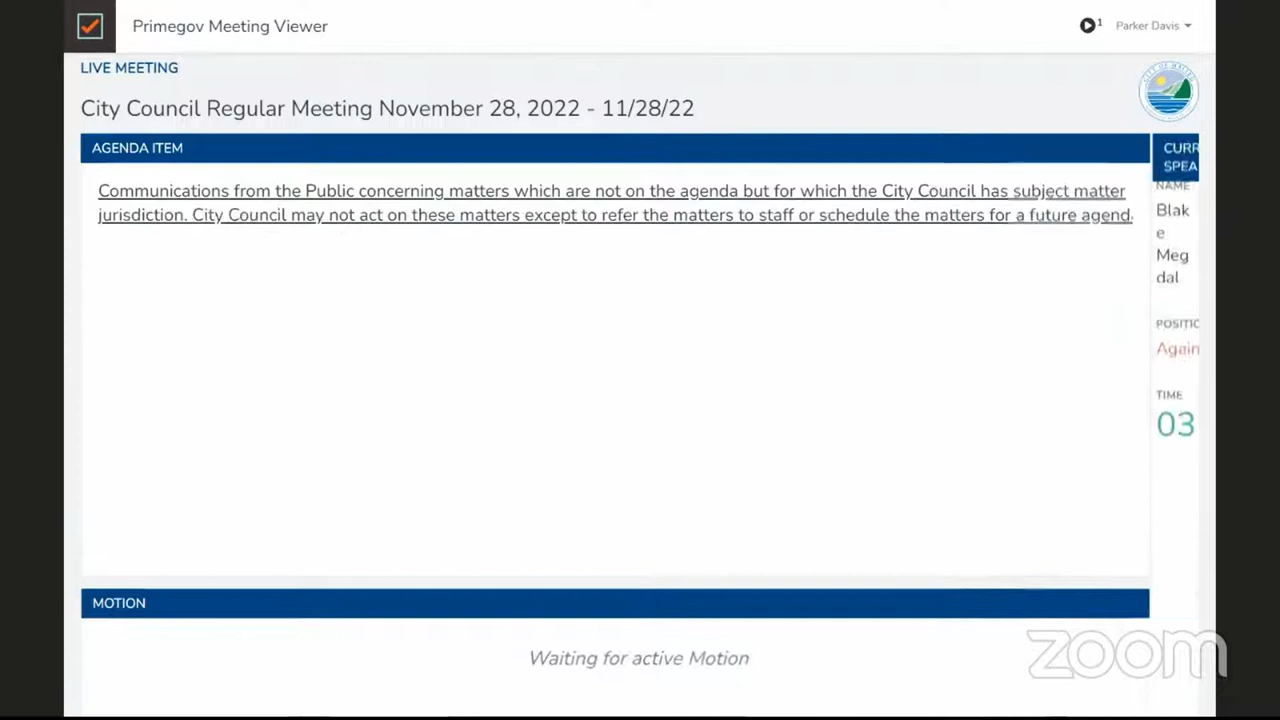 Primegov Meeting Viewer
1
Parker Davis
LIVE MEETING
City Council Regular Meeting November 28, 2022 - 11/28/22
AGENDA ITEM
Communications from the Public concerning matters which are not on the agenda but for which the City Council has subject matter
jurisdiction. City Council may not act on these matters except to refer the matters to staff or schedule the matters for a future agend
CURR
SPEA
NAME
Blak
e
Meg
dal
POSITIC
Again
TIME
03
MOTION
Waiting for active Motion
zoom